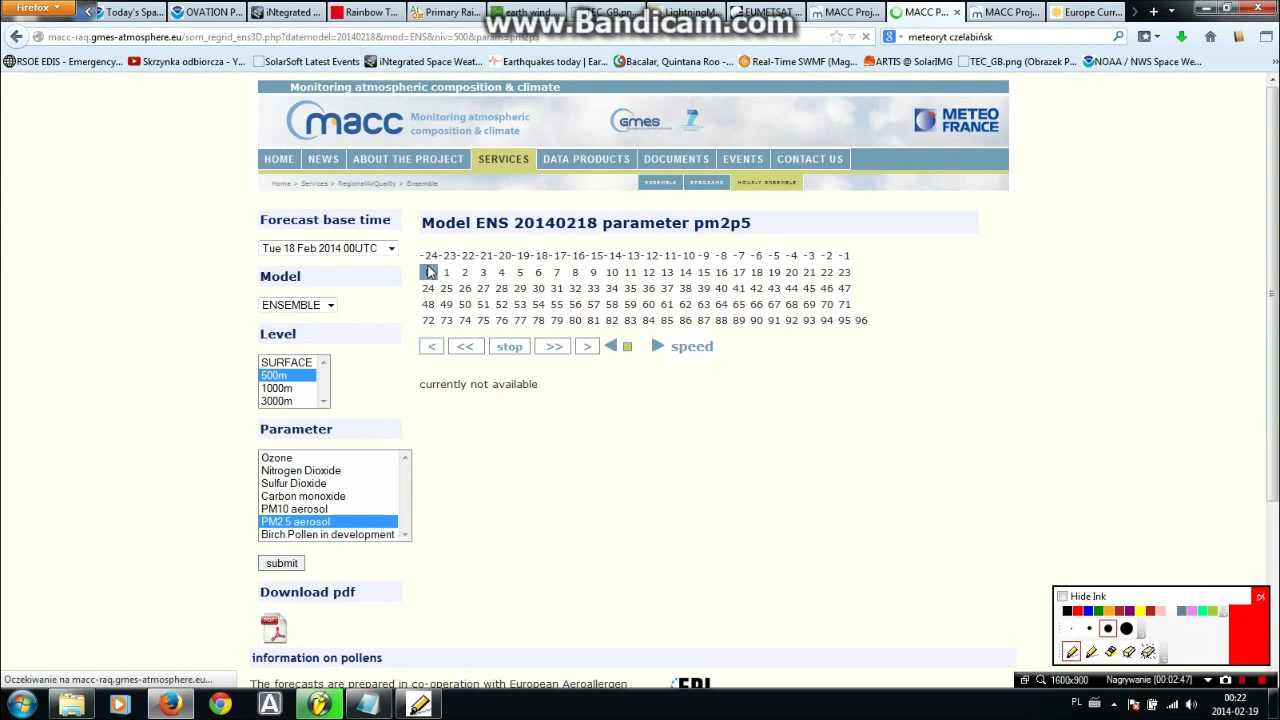 Firefox
Today's Spa...
OVATION P...
iNtegrated ...
Rainbow T...
Primary Rai...
earth wind...
TEC_GB.pn...
LightningM...
EUMETSAT ...
MACC Proj...
MACC P...
MACC Proj...
Europe Curr...
www.Bandicam.com
macc-raq.gmes-atmosphere.eu/som_regrid_ens3D.php?datemodel=20140218&mod=ENS&niv=500&param=pm2p5
meteoryt czelabińsk
RSOE EDIS - Emergency...
Skrzynka odbiorcza - Y...
SolarSoft Latest Events
iNtegrated Space Weat...
Earthquakes today | Ear...
Bacalar, Quintana Roo -...
Real-Time SWMF (Mag...
ARTIS @ SolarIMG
TEC_GB.png (Obrazek P...
NOAA / NWS Space We...
Monitoring atmospheric composition & climate
macc
Monitoring atmospheric
composition & climate
GMES
METEO
FRANCE
HOME NEWS ABOUT THE PROJECT SERVICES DATA PRODUCTS DOCUMENTS EVENTS CONTACT US
Home > Services > RegionalAirQuality > Ensemble
ENSEMBLE EPSGRAMS HOURLY ENSEMBLE
Forecast base time
Tue 18 Feb 2014 00UTC
Model
ENSEMBLE
Level
SURFACE
500m
1000m
3000m
Parameter
Ozone
Nitrogen Dioxide
Sulfur Dioxide
Carbon monoxide
PM10 aerosol
PM2.5 aerosol
Birch Pollen in development
submit
Download pdf
PDF
Model ENS 20140218 parameter pm2p5
-24-23-22-21-20-19-18-17-16-15-14-13-12-11-10 -9 -8 -7 -6 -5 -4 -3 -2 -1
1 2 3 4 5 6 7 8 9 10 11 12 13 14 15 16 17 18 19 20 21 22 23
24 25 26 27 28 29 30 31 32 33 34 35 36 37 38 39 40 41 42 43 44 45 46 47
48 49 50 51 52 53 54 55 56 57 58 59 60 61 62 63 64 65 66 67 68 69 70 71
72 73 74 75 76 77 78 79 80 81 82 83 84 85 86 87 88 89 90 91 92 93 94 95 96
< << stop >> > speed
currently not available
information on pollens
The forecasts are prepared in co-operation with European Aeroallergen
Hide Ink
Oczekiwanie na macc-raq.gmes-atmosphere.eu...
1600x900
Nagrywanie [00:02:47]
PL
00:22
2014-02-19